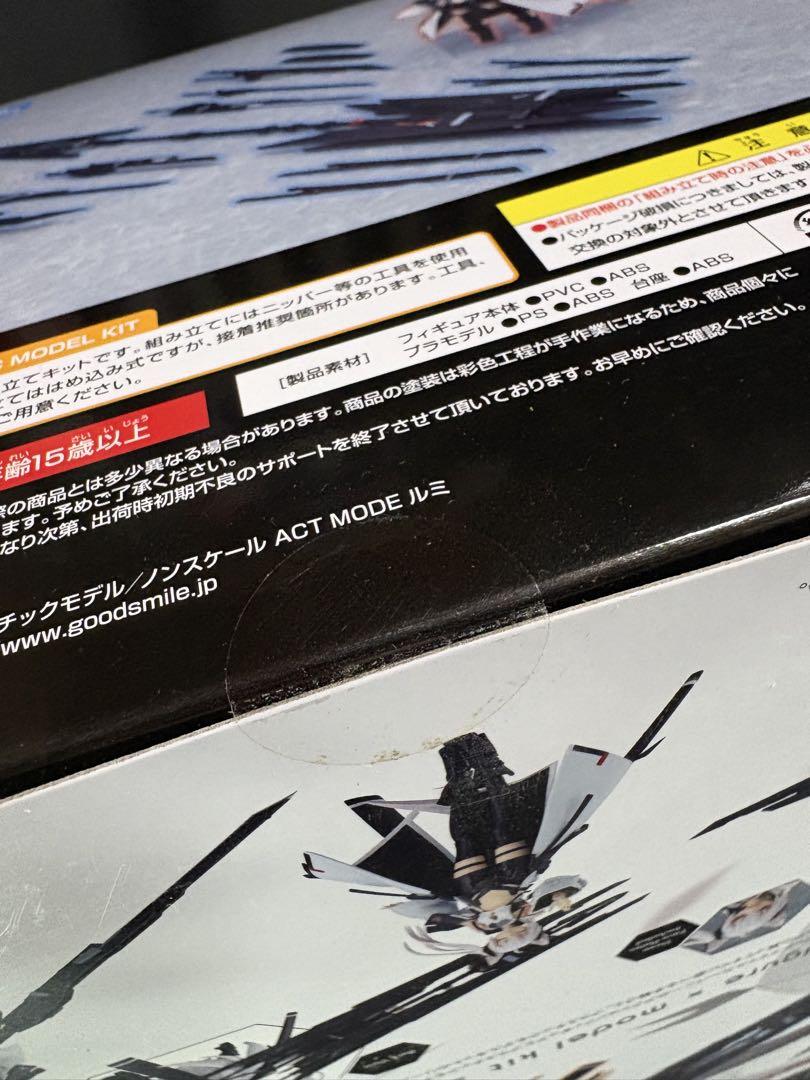 注意
●製品同梱の「組み立て時の注意」を
●パッケージ破損につきましては、
交換の対象外とさせて頂きます
MODEL KIT
立てキットです。組み立てにはニッパー等の工具を使用
てははめ込み式ですが、接着推奨箇所があります。工具、
ご用意ください。
[製品素材]
フィギュア本体 ●PVC ●ABS
プラモデル ●PS ●ABS 台座 ●ABS
齢15歳以上
際の商品とは多少異なる場合があります。商品の塗装は彩色工程が手作業になるため、商品個々に
ます。予めご了承ください。
なり次第、出荷時初期不良のサポートを終了させて頂いております。お早めにご確認ください。
チックモデル/ノンスケール ACT MODE ルミ
www.goodsmile.jp
figure × model kit